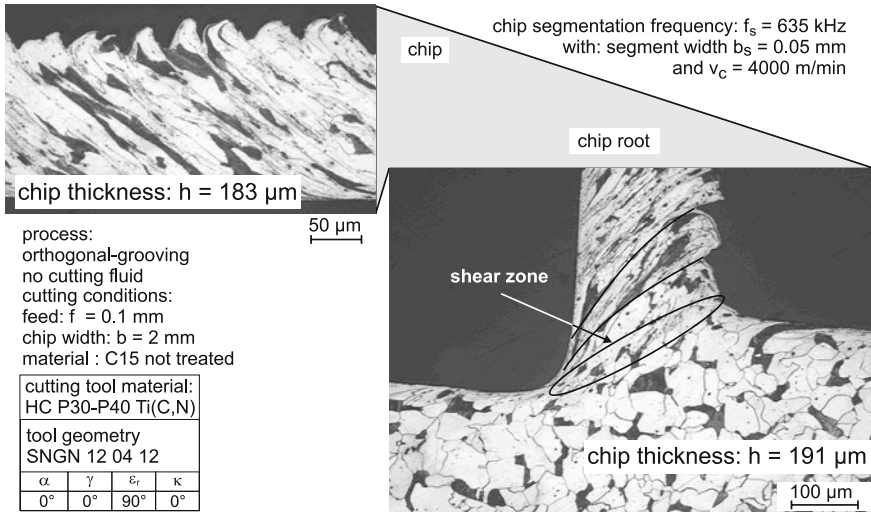 chip segmentation frequency: fs = 635 kHz
with: segment width bs = 0.05 mm
and vc = 4000 m/min
chip
chip root
chip thickness: h = 183 µm
50 µm
process:
orthogonal-grooving
no cutting fluid
cutting conditions:
feed: f = 0.1 mm
chip width: b = 2 mm
material : C15 not treated
cutting tool material:
HC P30-P40 Ti(C,N)
tool geometry
SNGN 12 04 12
α γ εr κ
0° 0° 90° 0°
shear zone
chip thickness: h = 191 µm
100 µm